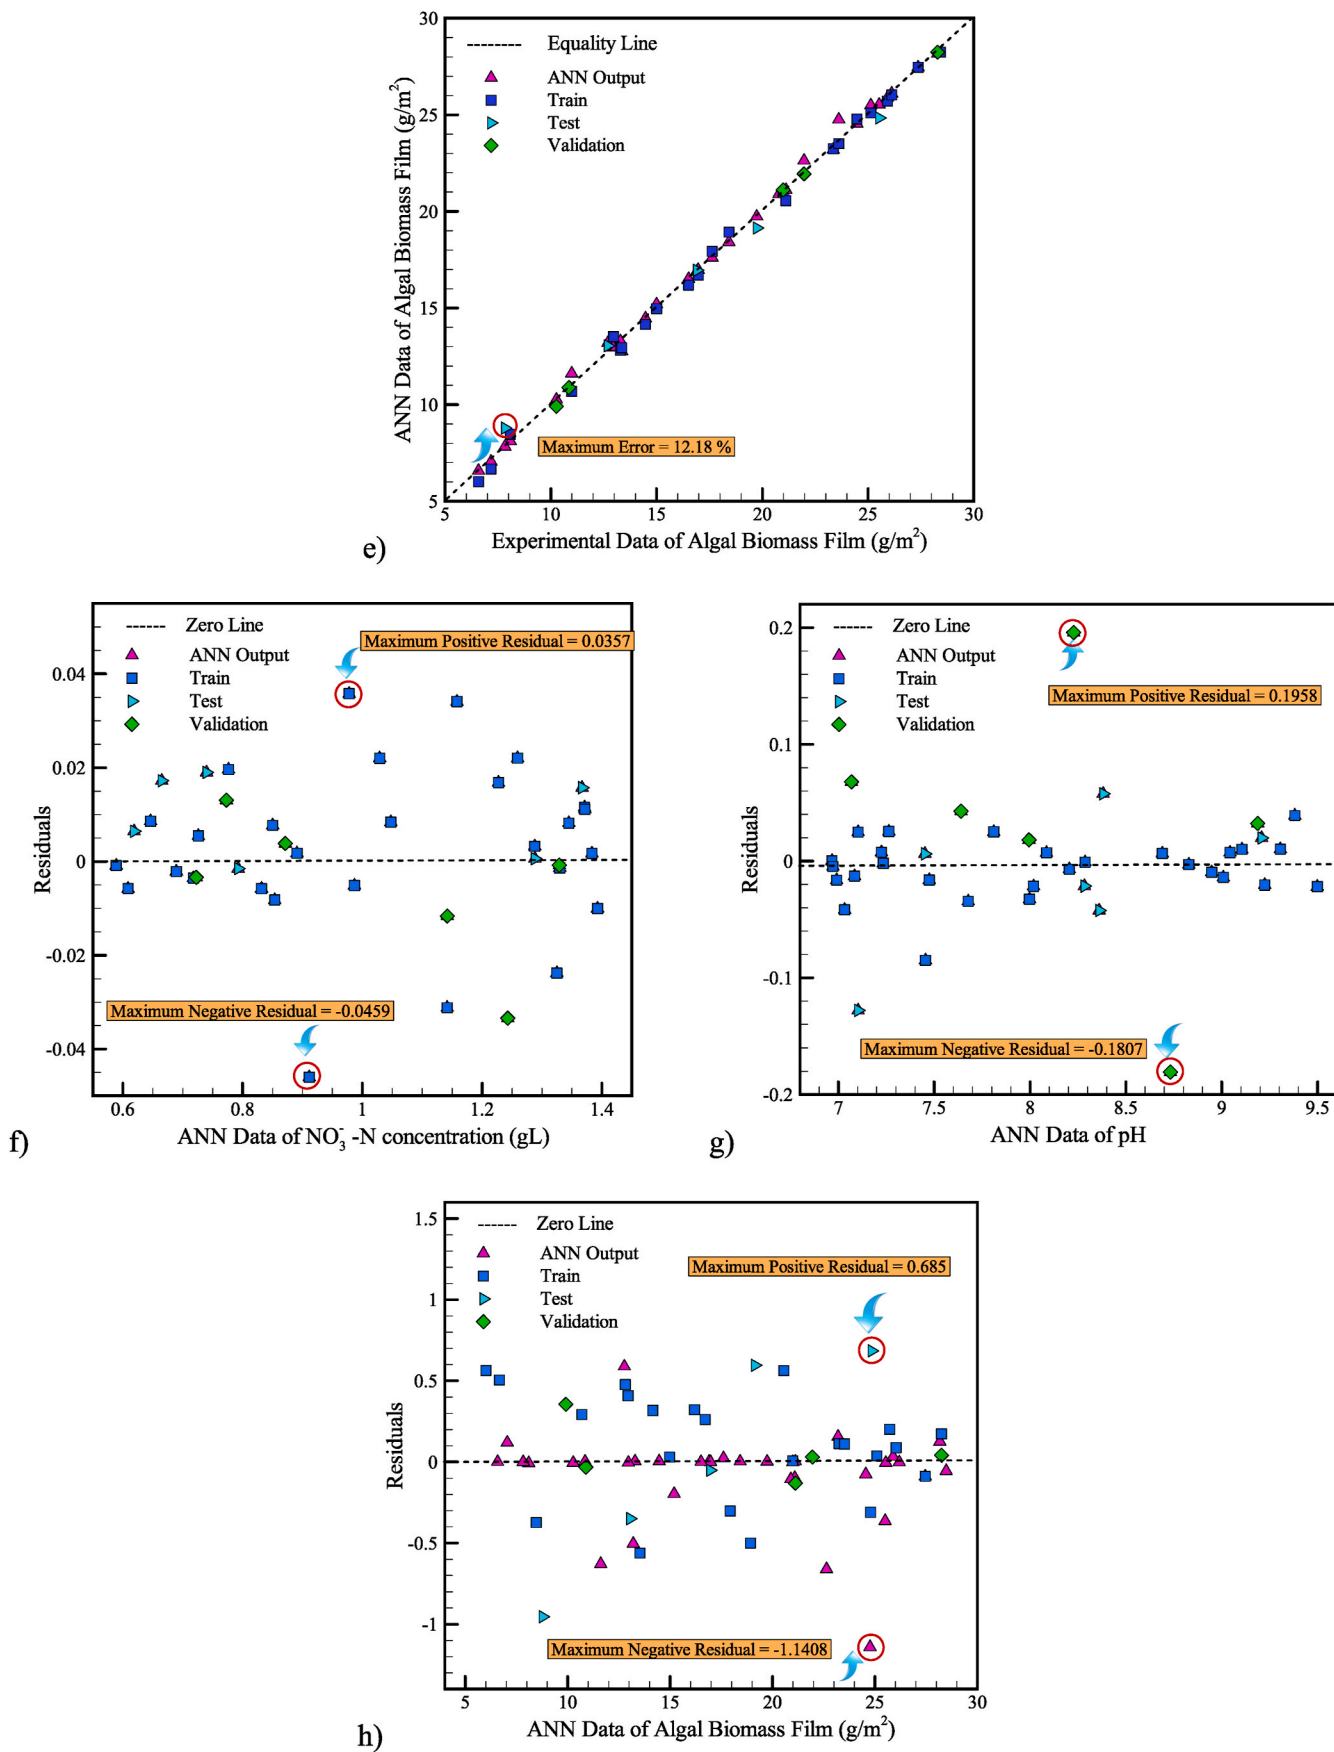 30
25
20
15
10
5
ANN Data of Algal Biomass Film (g/m²)
Equality Line
ANN Output
Train
Test
Validation
Maximum Error = 12.18 %
5 10 15 20 25 30
Experimental Data of Algal Biomass Film (g/m²)
e)
0.04
0.02
0
-0.02
-0.04
Residuals
Zero Line
ANN Output
Train
Test
Validation
Maximum Positive Residual = 0.0357
Maximum Negative Residual = -0.0459
0.6 0.8 1 1.2 1.4
ANN Data of NO₃⁻ -N concentration (gL)
f)
0.2
0.1
0
-0.1
-0.2
Residuals
Zero Line
ANN Output
Train
Test
Validation
Maximum Positive Residual = 0.1958
Maximum Negative Residual = -0.1807
7 7.5 8 8.5 9 9.5
ANN Data of pH
g)
1.5
1
0.5
0
-0.5
-1
Residuals
Zero Line
ANN Output
Train
Test
Validation
Maximum Positive Residual = 0.685
Maximum Negative Residual = -1.1408
5 10 15 20 25 30
ANN Data of Algal Biomass Film (g/m²)
h)